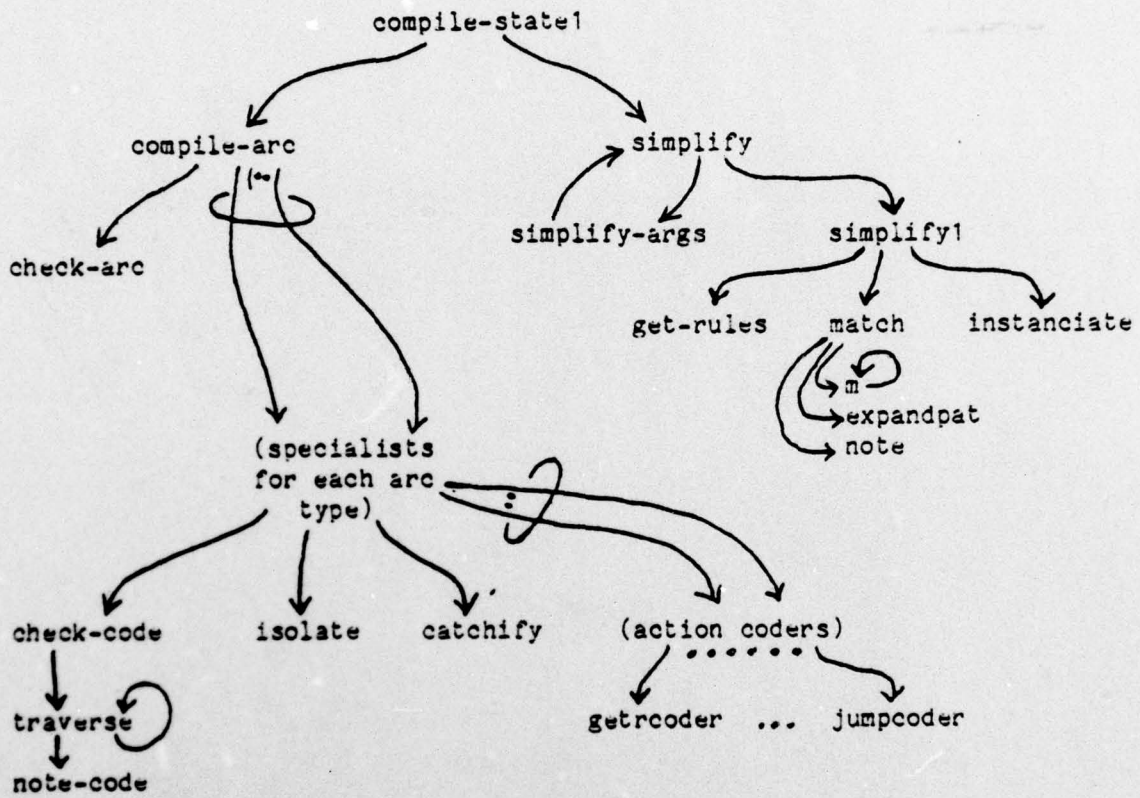 compile-state1
compile-arc
simplify
check-arc
simplify-args
simplify1
get-rules
match
instanciate
m
expandpat
note
(specialists
for each arc
type)
check-code
isolate
catchify
(action coders)
traverse
getrcoder ... jumpcoder
note-code